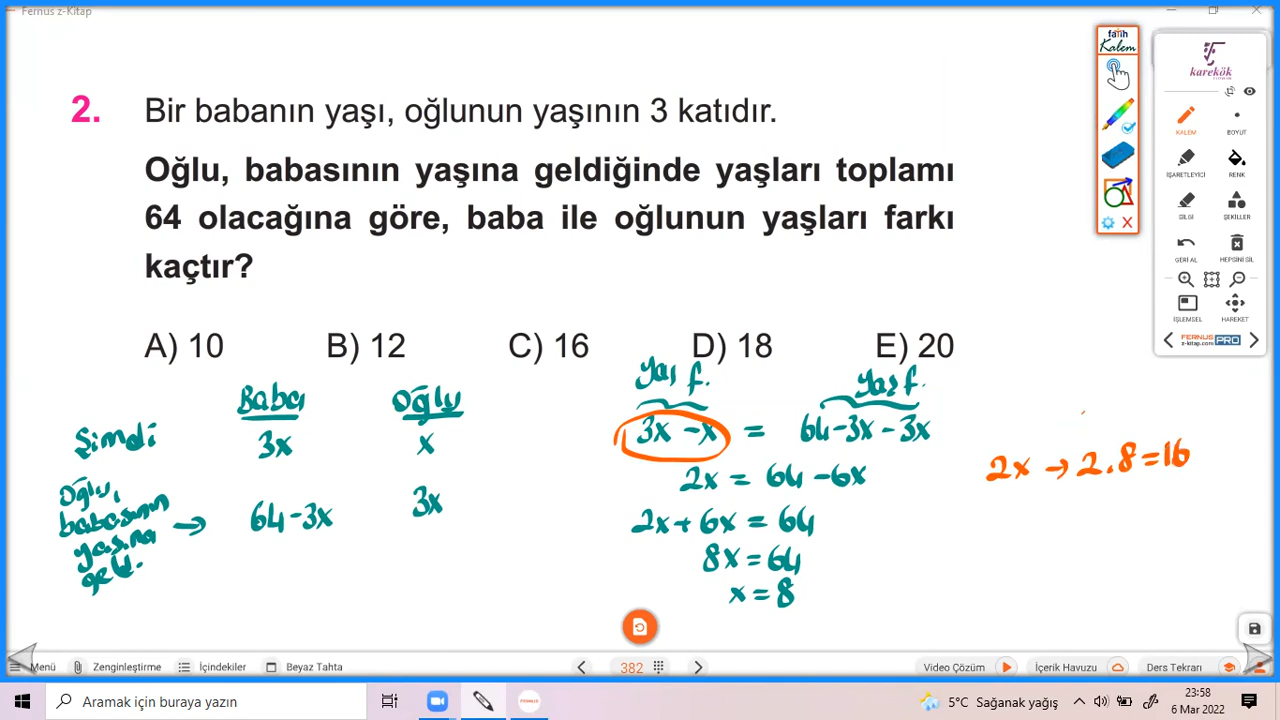 Fernus z-Kitap
2. Bir babanın yaşı, oğlunun yaşının 3 katıdır.
Oğlu, babasının yaşına geldiğinde yaşları toplamı
64 olacağına göre, baba ile oğlunun yaşları farkı
kaçtır?
A) 10 B) 12 C) 16 D) 18 E) 20
Baba Oğlu
Şimdi 3x x
Oğlu,
babasının
yaşına
gel.
→ 64-3x 3x
yaş f. yaş f.
3x -x = 64-3x-3x
2x = 64 -6x
2x+6x = 64
8x = 64
x = 8
2x → 2.8=16
fatih
Kalem
karekök
KALEM BOYUT
İŞARETLEYİCİ RENK
SİLGİ ŞEKİLLER
GERİ AL HEPSİNİ SİL
İŞLEMSEL HAREKET
FERNUS PRO
z-kitap.com
Menü Zenginleştirme İçindekiler Beyaz Tahta 382 Video Çözüm İçerik Havuzu Ders Tekrarı
Aramak için buraya yazın
FERNUS
5°C Sağanak yağış
23:58
6 Mar 2022